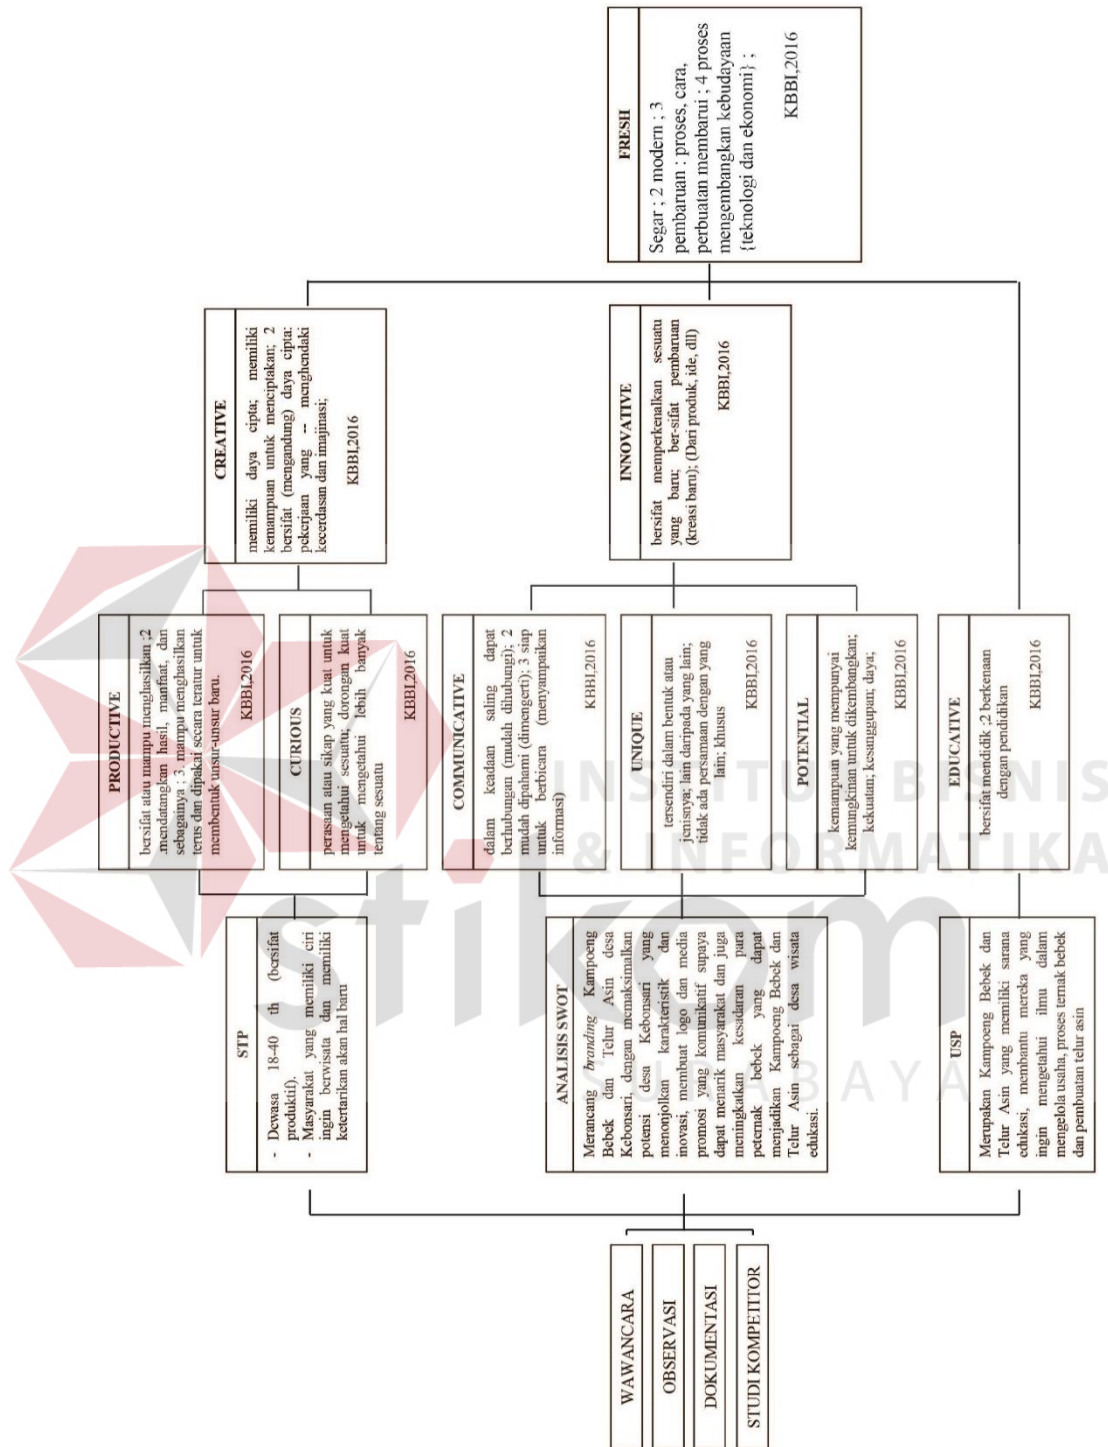 WAWANCARA
OBSERVASI
DOKUMENTASI
STUDI KOMPETITOR
STP
- Dewasa 18-40 th (bersifat
produktif).
- Masyarakat yang memiliki ciri
ingin berwisata dan memiliki
ketertarikan akan hal baru
ANALISIS SWOT
Merancang branding Kampoeng
Bebek dan Telur Asin desa
Kebonsari, dengan memaksimalkan
potensi desa Kebonsari yang
menonjolkan karakteristik dan
inovasi, membuat logo dan media
promosi yang komunikatif supaya
dapat menarik masyarakat dan juga
meningkatkan kesadaran para
peternak bebek yang dapat
menjadikan Kampoeng Bebek dan
Telur Asin sebagai desa wisata
edukasi.
USP
Merupakan Kampoeng Bebek dan
Telur Asin yang memiliki sarana
edukasi, membantu mereka yang
ingin mengetahui ilmu dalam
mengelola usaha, proses ternak bebek
dan pembuatan telur asin
PRODUCTIVE
bersifat atau mampu menghasilkan ;2
mendatangkan hasil, manfaat, dan
sebagainya ; 3. mampu menghasilkan
terus dan dipakai secara teratur untuk
membentuk unsur-unsur baru.
KBBI,2016
CURIOUS
perasaan atau sikap yang kuat untuk
mengetahui sesuatu; dorongan kuat
untuk mengetahui lebih banyak
tentang sesuatu
KBBI,2016
COMMUNICATIVE
dalam keadaan saling dapat
berhubungan (mudah dihubungi); 2
mudah dipahami (dimengerti); 3 siap
untuk berbicara (menyampaikan
informasi)
KBBI,2016
UNIQUE
tersendiri dalam bentuk atau
jenisnya; lain daripada yang lain;
tidak ada persamaan dengan yang
lain; khusus
KBBI,2016
POTENTIAL
kemampuan yang mempunyai
kemungkinan untuk dikembangkan;
kekuatan; kesanggupan; daya;
KBBI,2016
EDUCATIVE
bersifat mendidik ;2 berkenaan
dengan pendidikan
KBBI,2016
CREATIVE
memiliki daya cipta; memiliki
kemampuan untuk menciptakan; 2
bersifat (mengandung) daya cipta:
pekerjaan yang -- menghendaki
kecerdasan dan imajinasi;
KBBI,2016
INNOVATIVE
bersifat memperkenalkan sesuatu
yang baru; ber-sifat pembaruan
(kreasi baru); (Dari produk, ide, dll)
KBBI,2016
FRESH
Segar ; 2 modern ; 3
pembaruan : proses, cara,
perbuatan membarui ; 4 proses
mengembangkan kebudayaan
{teknologi dan ekonomi} ;
KBBI,2016
INSTITUT BISNIS
& INFORMATIKA
stikom
SURABAYA